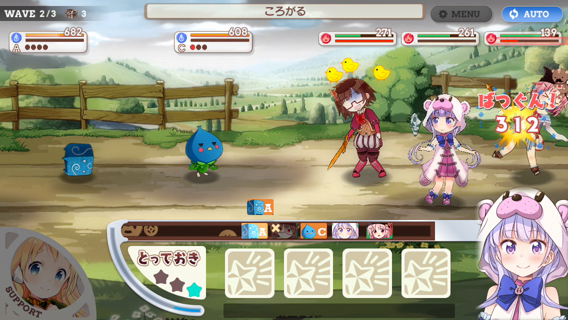 WAVE 2/3 3
ころがる
MENU
AUTO
682
A
608
C
271
261
139
ばつぐん!
312
A
A
C
とっておき
SUPPORT